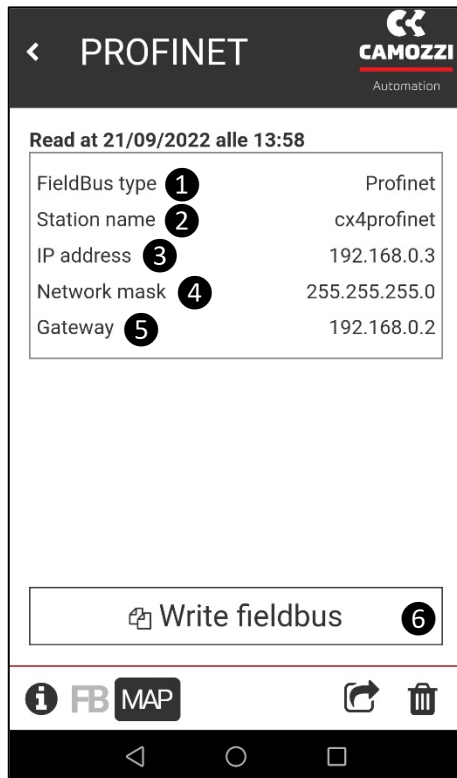 PROFINET
CAMOZZI
Automation
Read at 21/09/2022 alle 13:58
FieldBus type 1 Profinet
Station name 2 cx4profinet
IP address 3 192.168.0.3
Network mask 4 255.255.255.0
Gateway 5 192.168.0.2
Write fieldbus 6
FB MAP